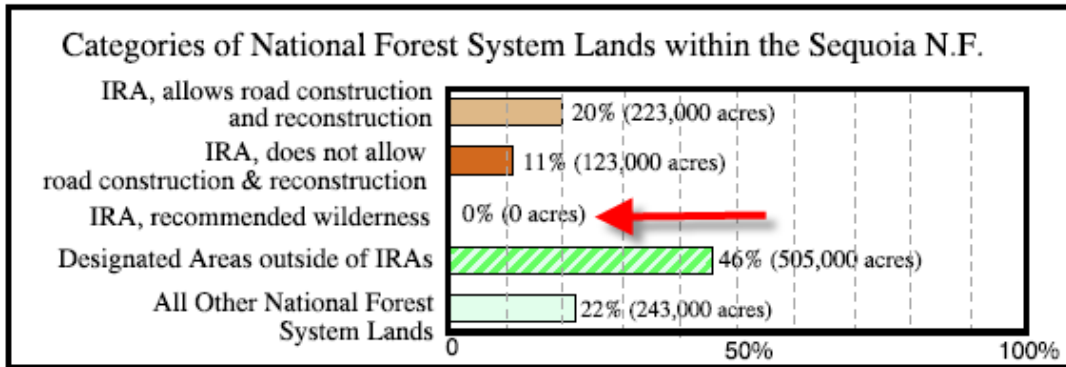 Categories of National Forest System Lands within the Sequoia N.F.
IRA, allows road construction
and reconstruction
20% (223,000 acres)
IRA, does not allow
road construction & reconstruction
11% (123,000 acres)
IRA, recommended wilderness
0% (0 acres)
Designated Areas outside of IRAs
46% (505,000 acres)
All Other National Forest
System Lands
22% (243,000 acres)
0 50% 100%